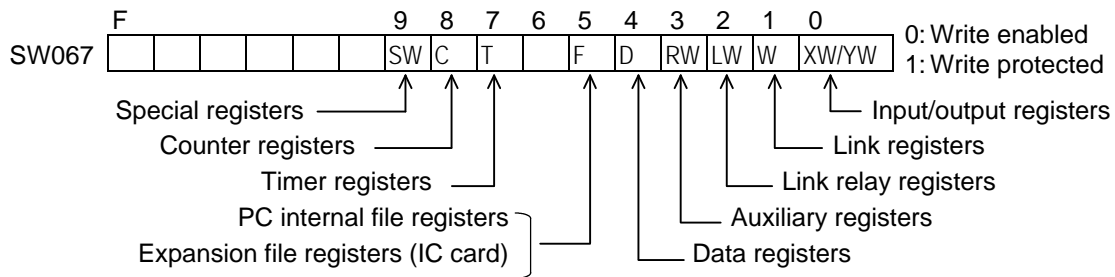 F 9 8 7 6 5 4 3 2 1 0
SW067 SW C T F D RW LW W XW/YW
0: Write enabled
1: Write protected
Special registers
Input/output registers
Counter registers
Link registers
Timer registers
Link relay registers
PC internal file registers
Auxiliary registers
Expansion file registers (IC card)
Data registers